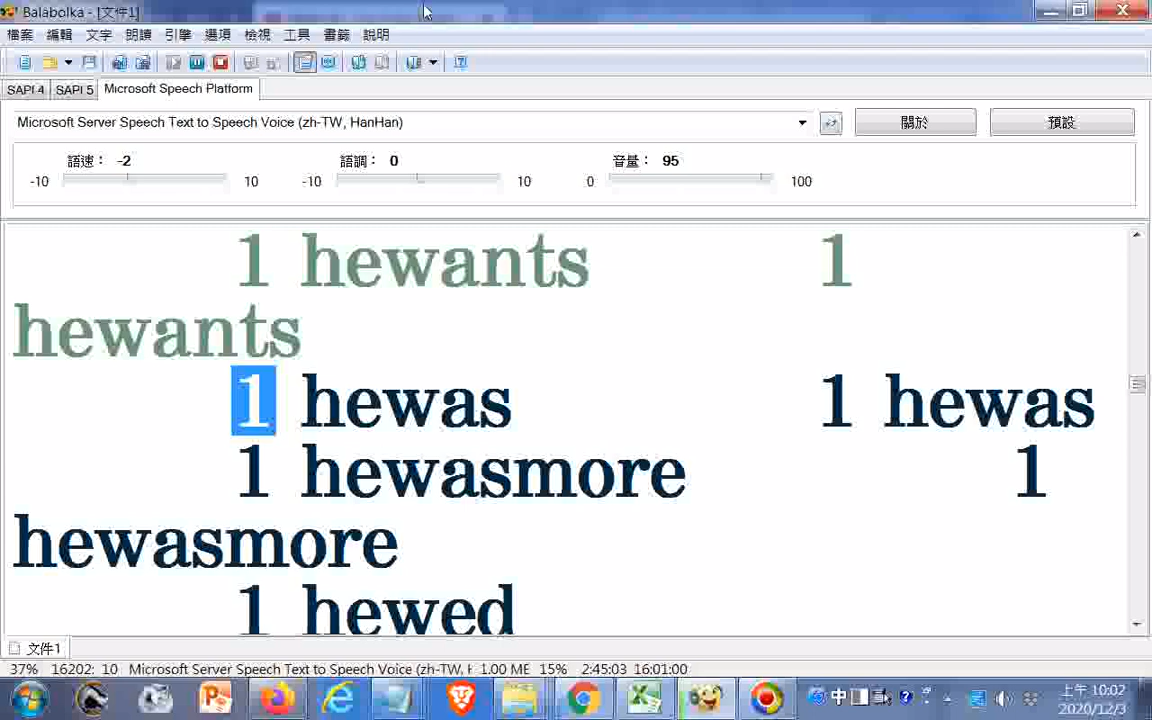 Balabolka - [文件1]
檔案 編輯 文字 朗讀 引擎 選項 檢視 工具 書籤 說明
SAPI 4 SAPI 5 Microsoft Speech Platform
Microsoft Server Speech Text to Speech Voice (zh-TW, HanHan) 關於 預設
語速： -2 語調： 0 音量： 95
-10 10 -10 10 0 100
1 hewants 1
hewants
1 hewas 1 hewas
1 hewasmore 1
hewasmore
1 hewed
文件1
37% 16202: 10 Microsoft Server Speech Text to Speech Voice (zh-TW, 1.00 ME 15% 2:45:03 16:01:00
中 上午 10:02
2020/12/3